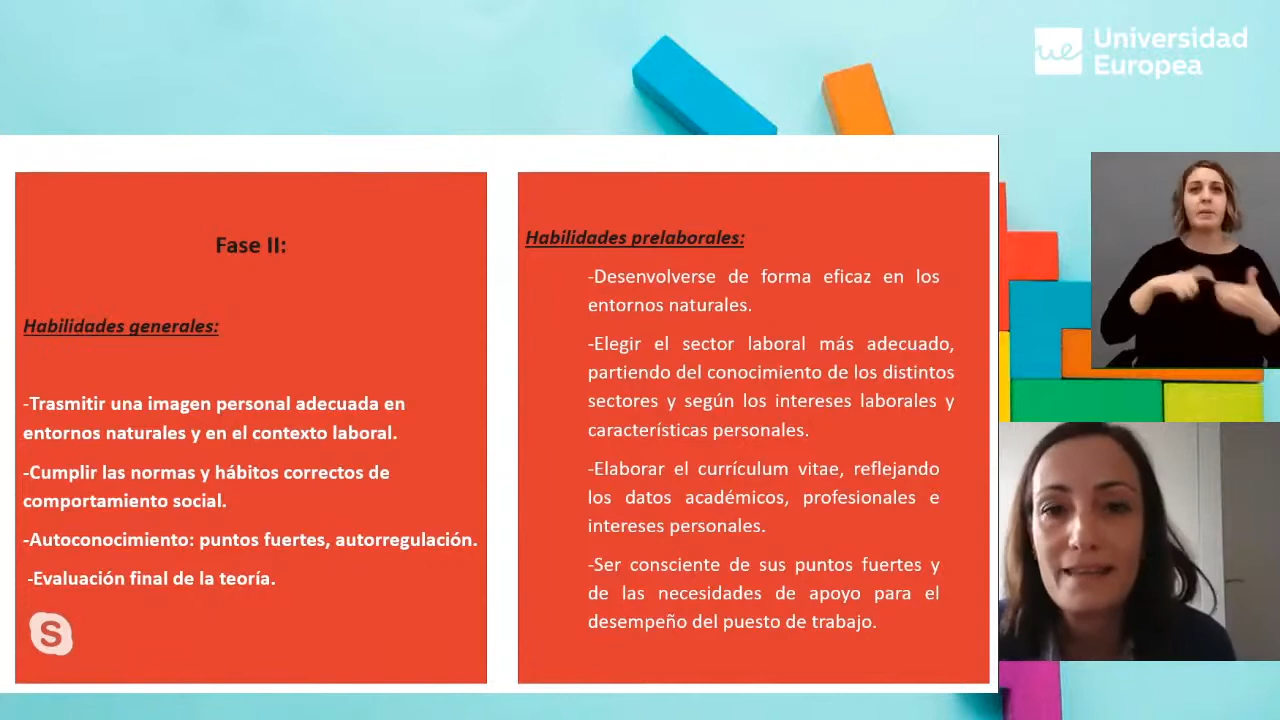 ue Universidad
Europea
Fase II:
Habilidades generales:
-Trasmitir una imagen personal adecuada en
entornos naturales y en el contexto laboral.
-Cumplir las normas y hábitos correctos de
comportamiento social.
-Autoconocimiento: puntos fuertes, autorregulación.
-Evaluación final de la teoría.
S
Habilidades prelaborales:
-Desenvolverse de forma eficaz en los
entornos naturales.
-Elegir el sector laboral más adecuado,
partiendo del conocimiento de los distintos
sectores y según los intereses laborales y
características personales.
-Elaborar el currículum vitae, reflejando
los datos académicos, profesionales e
intereses personales.
-Ser consciente de sus puntos fuertes y
de las necesidades de apoyo para el
desempeño del puesto de trabajo.